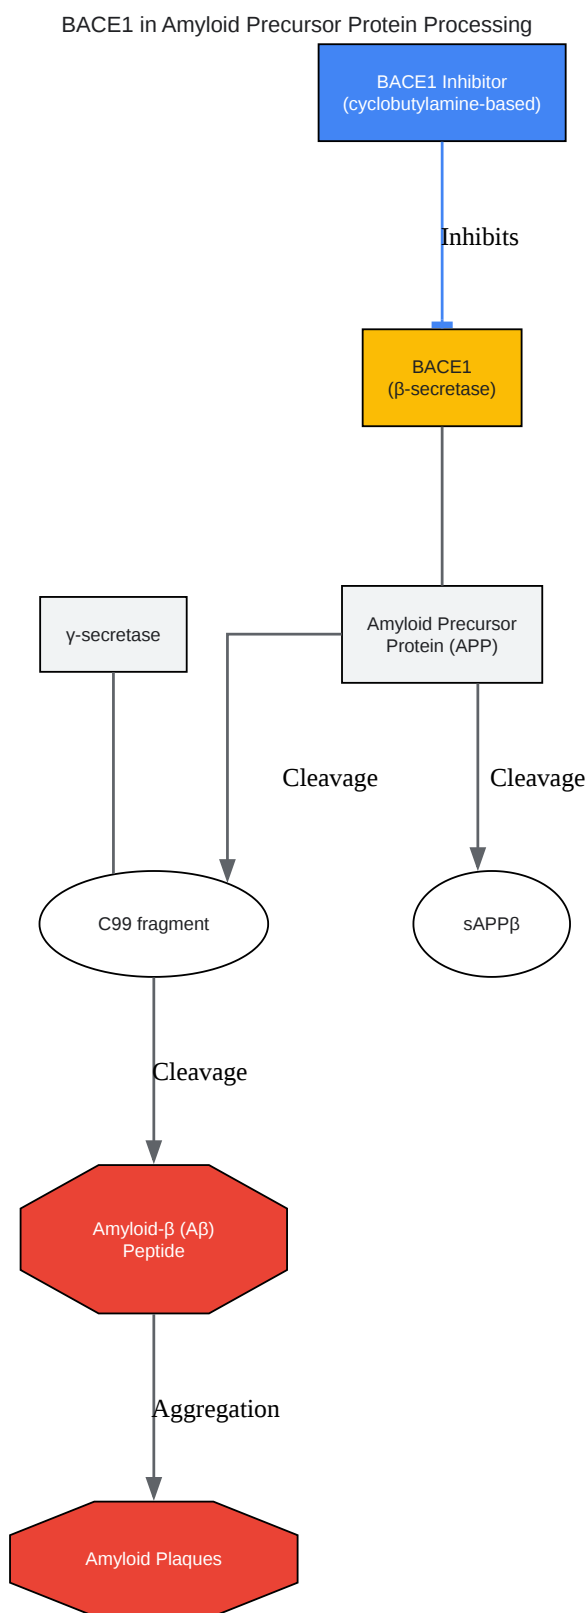 BACE1 in Amyloid Precursor Protein Processing
BACE1 Inhibitor
(cyclobutylamine-based)
Inhibits
BACE1
(β-secretase)
γ-secretase
Amyloid Precursor
Protein (APP)
Cleavage
Cleavage
C99 fragment
sAPPβ
Cleavage
Amyloid-β (Aβ)
Peptide
Aggregation
Amyloid Plaques